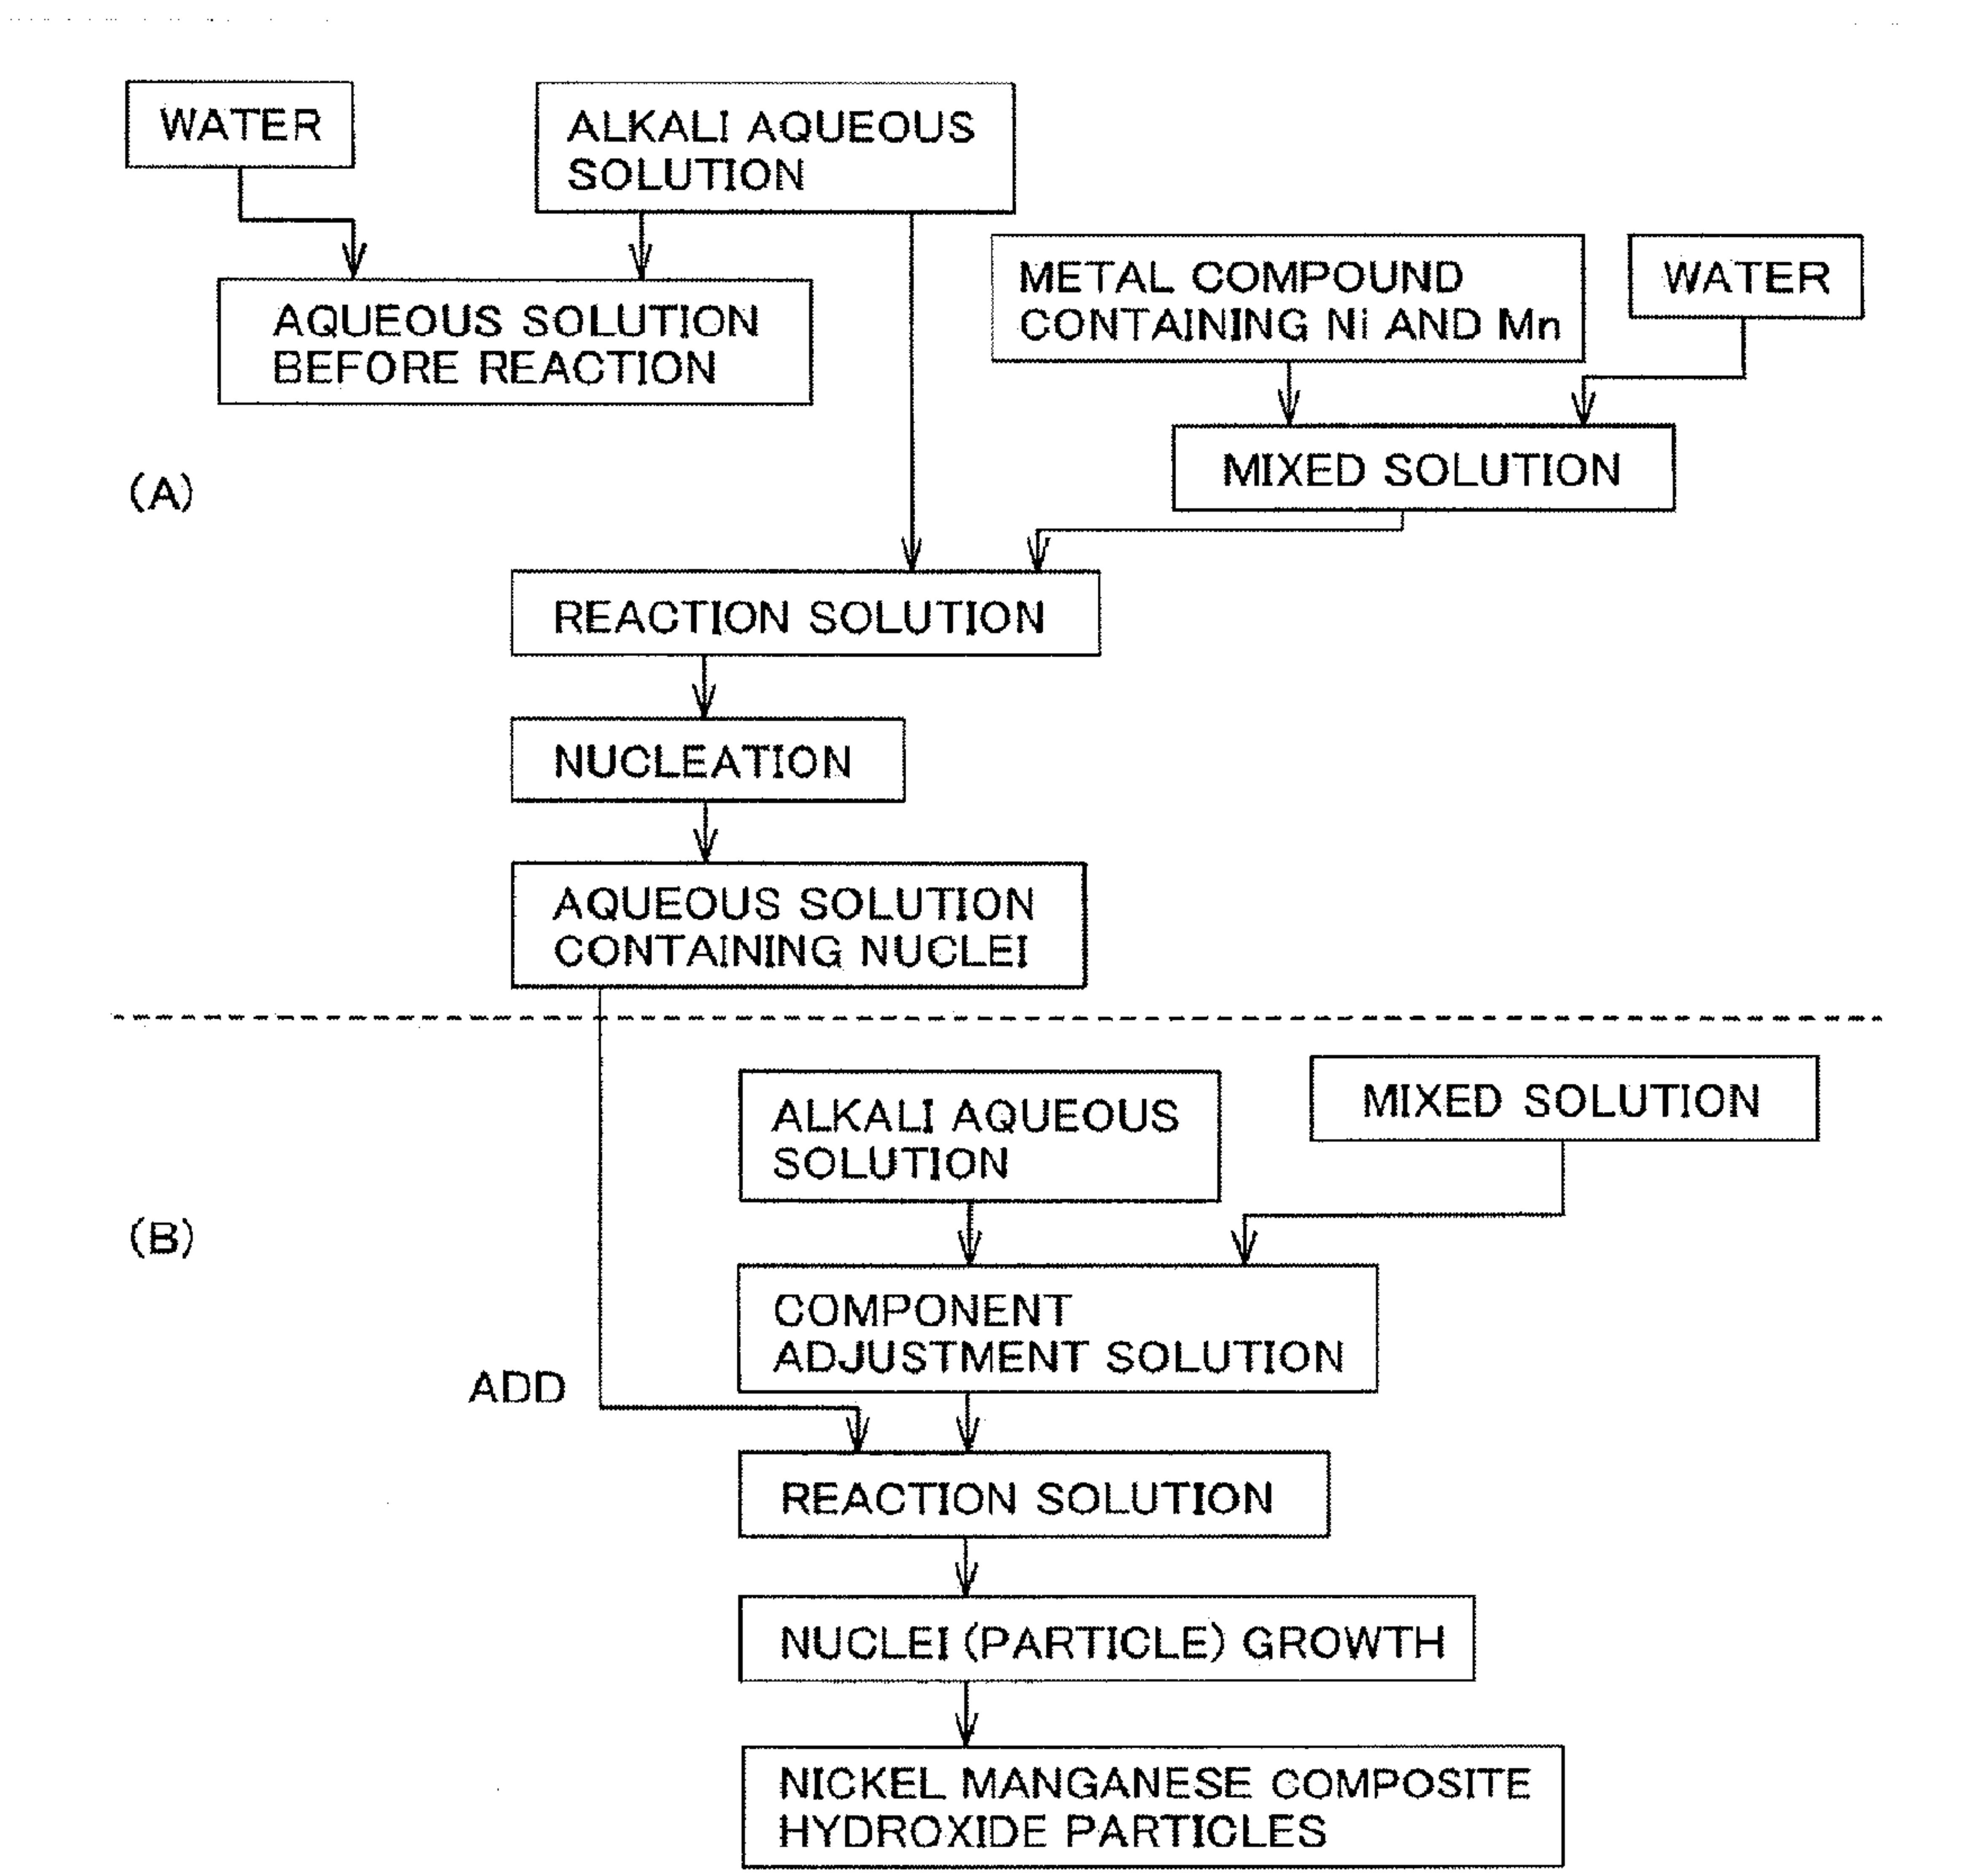 WATER
ALKALI AQUEOUS
SOLUTION
AQUEOUS SOLUTION
BEFORE REACTION
METAL COMPOUND
CONTAINING Ni AND Mn
WATER
MIXED SOLUTION
(A)
REACTION SOLUTION
NUCLEATION
AQUEOUS SOLUTION
CONTAINING NUCLEI
ALKALI AQUEOUS
SOLUTION
MIXED SOLUTION
(B)
COMPONENT
ADJUSTMENT SOLUTION
ADD
REACTION SOLUTION
NUCLEI (PARTICLE) GROWTH
NICKEL MANGANESE COMPOSITE
HYDROXIDE PARTICLES